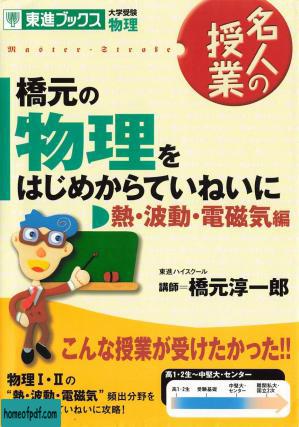 東進ブックス 大学受験 物理
名人の授業
Master・Stroke
橋元の
物理を
はじめからていねいに
熱・波動・電磁気編
東進ハイスクール
講師＝橋元淳一郎
こんな授業が受けたかった!!
物理Ⅰ・Ⅱの
“熱・波動・電磁気”頻出分野を
ていねいに攻略!
高1・2生〜中堅大・センター
高1・2生 受験基礎 中堅大・センター 難関私大・国立2次
homeofpdf.com